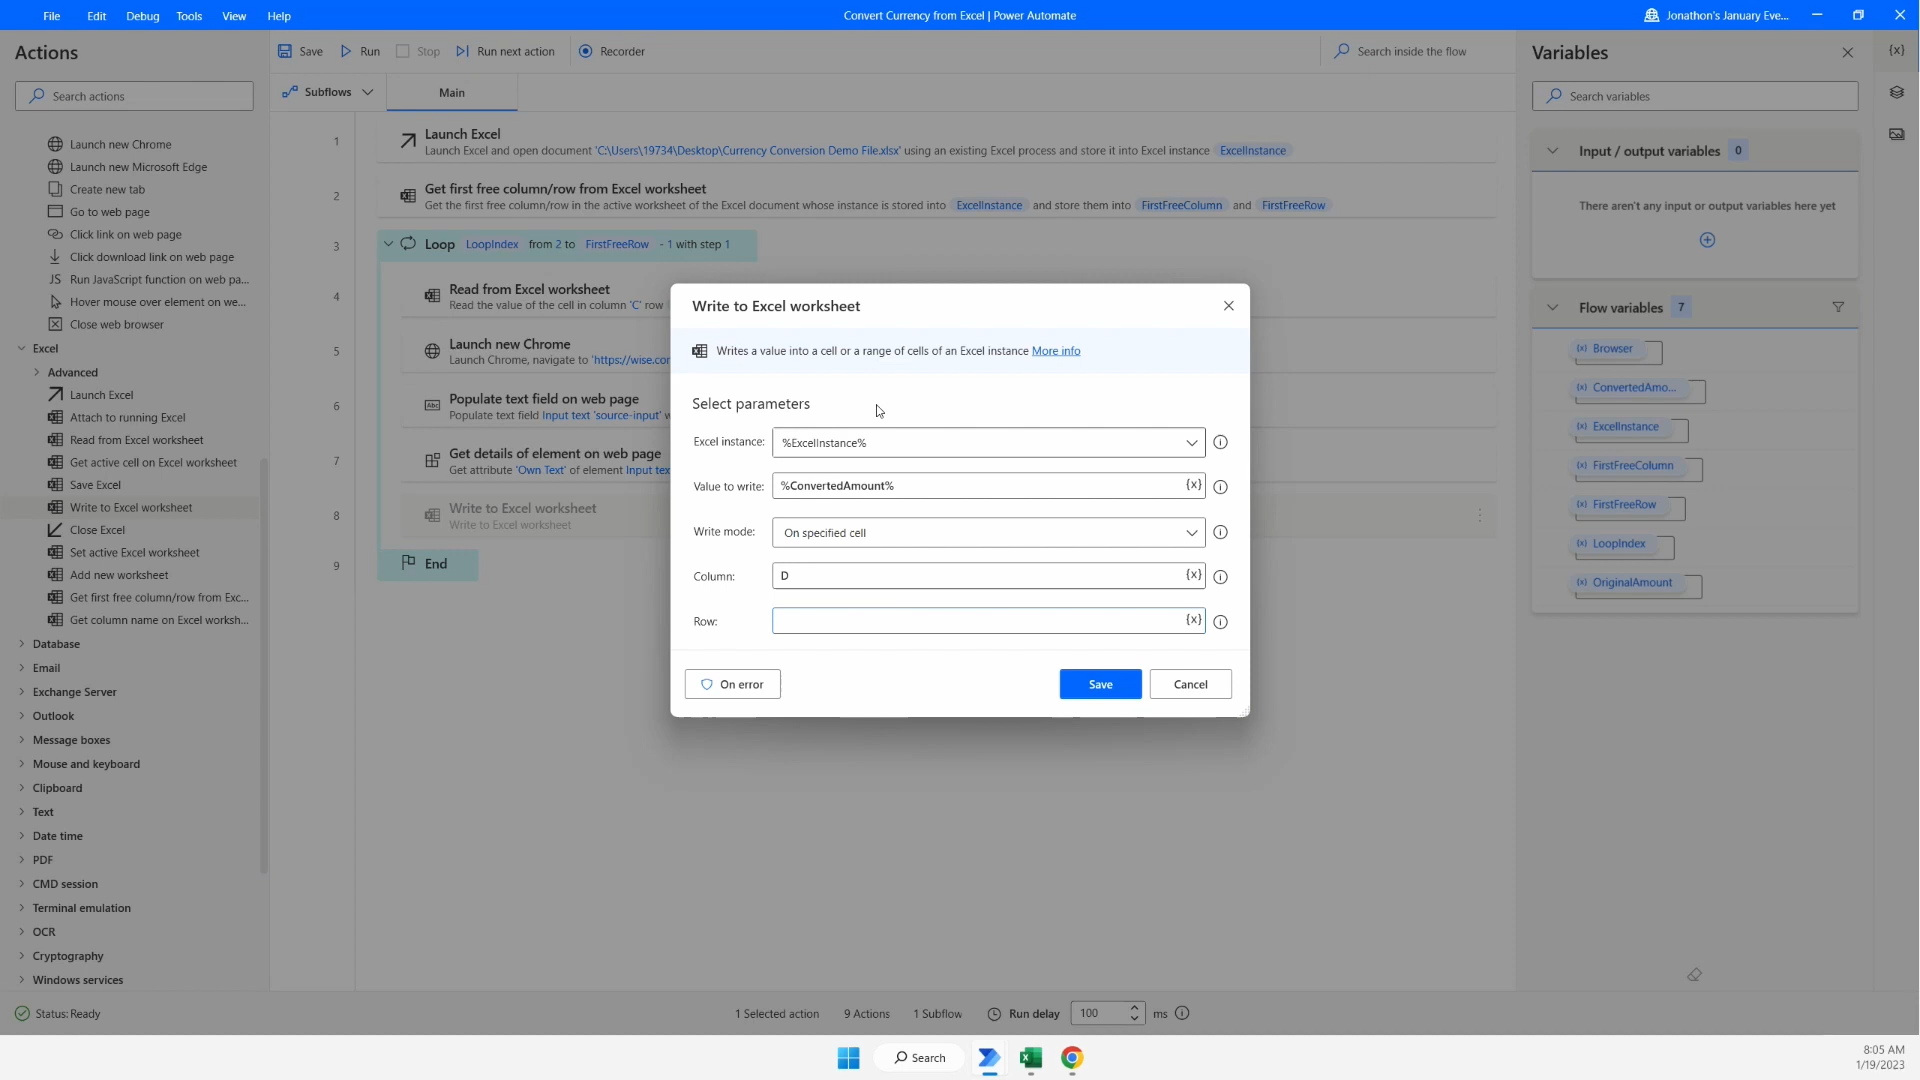 File Edit Debug Tools View Help
Convert Currency from Excel | Power Automate
Jonathon's January Eve...
Actions
Search actions
Launch new Chrome
Launch new Microsoft Edge
Create new tab
Go to web page
Click link on web page
Click download link on web page
JS Run JavaScript function on web pa...
Hover mouse over element on we...
Close web browser
Excel
Advanced
Launch Excel
Attach to running Excel
Read from Excel worksheet
Get active cell on Excel worksheet
Save Excel
Write to Excel worksheet
Close Excel
Set active Excel worksheet
Add new worksheet
Get first free column/row from Exc...
Get column name on Excel worksh...
Database
Email
Exchange Server
Outlook
Message boxes
Mouse and keyboard
Clipboard
Text
Date time
PDF
CMD session
Terminal emulation
OCR
Cryptography
Windows services
Save Run Stop Run next action Recorder
Search inside the flow
Subflows
Main
1 Launch Excel
Launch Excel and open document 'C:\Users\19734\Desktop\Currency Conversion Demo File.xlsx' using an existing Excel process and store it into Excel instance ExcelInstance
2 Get first free column/row from Excel worksheet
Get the first free column/row in the active worksheet of the Excel document whose instance is stored into ExcelInstance and store them into FirstFreeColumn and FirstFreeRow
3 Loop LoopIndex from 2 to FirstFreeRow - 1 with step 1
4 Read from Excel worksheet
Read the value of the cell in column 'C' row
5 Launch new Chrome
Launch Chrome, navigate to 'https://wise.cor
6 Abc Populate text field on web page
Populate text field Input text 'source-input' w
7 Get details of element on web page
Get attribute 'Own Text' of element Input tex
8 Write to Excel worksheet
Write to Excel worksheet
9 End
Write to Excel worksheet
Writes a value into a cell or a range of cells of an Excel instance More info
Select parameters
Excel instance: %ExcelInstance%
Value to write: %ConvertedAmount% {x}
Write mode: On specified cell
Column: D {x}
Row: {x}
On error
Save
Cancel
Variables
{x}
Search variables
Input / output variables 0
There aren't any input or output variables here yet
Flow variables 7
(x) Browser
(x) ConvertedAmo...
(x) ExcelInstance
(x) FirstFreeColumn
(x) FirstFreeRow
(x) LoopIndex
(x) OriginalAmount
Status: Ready
1 Selected action
9 Actions
1 Subflow
Run delay 100 ms
Search
8:05 AM
1/19/2023